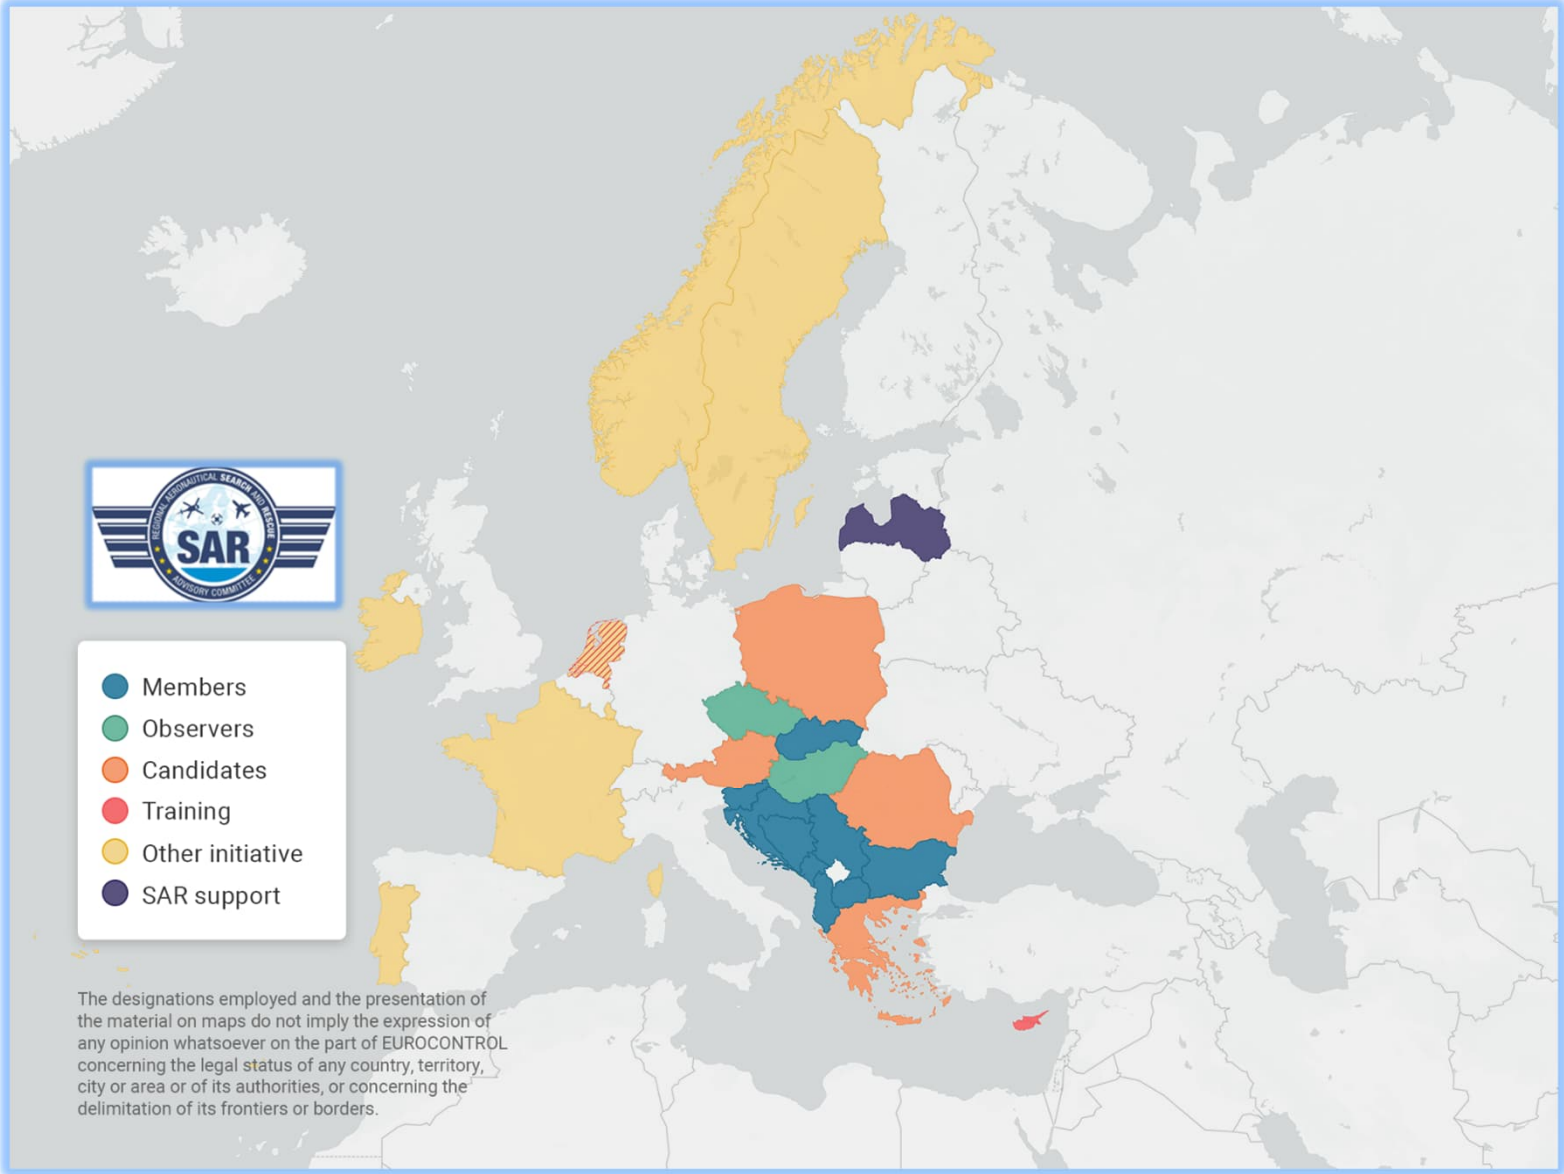 REGIONAL AERONAUTICAL SEARCH AND RESCUE
SAR
ADVISORY COMMITTEE
Members
Observers
Candidates
Training
Other initiative
SAR support
The designations employed and the presentation of
the material on maps do not imply the expression of
any opinion whatsoever on the part of EUROCONTROL
concerning the legal status of any country, territory,
city or area or of its authorities, or concerning the
delimitation of its frontiers or borders.